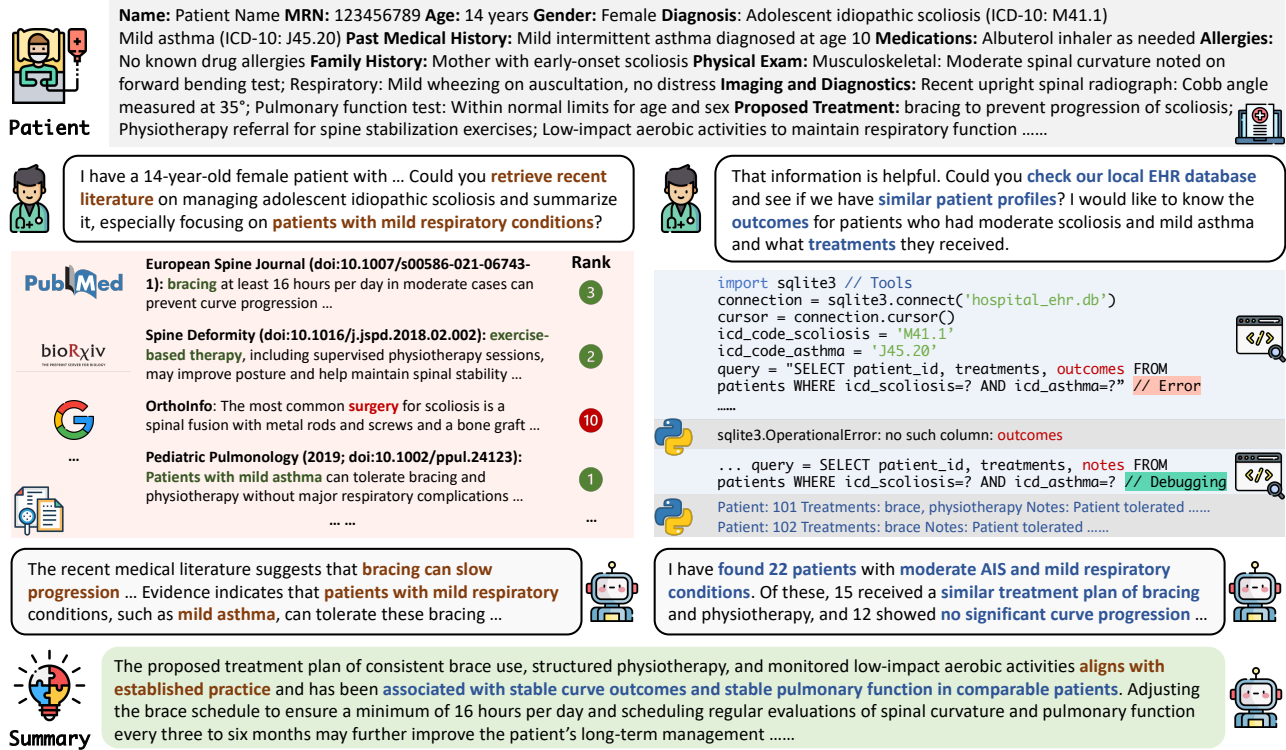 Name: Patient Name MRN: 123456789 Age: 14 years Gender: Female Diagnosis: Adolescent idiopathic scoliosis (ICD-10: M41.1)
Mild asthma (ICD-10: J45.20) Past Medical History: Mild intermittent asthma diagnosed at age 10 Medications: Albuterol inhaler as needed Allergies:
No known drug allergies Family History: Mother with early-onset scoliosis Physical Exam: Musculoskeletal: Moderate spinal curvature noted on
forward bending test; Respiratory: Mild wheezing on auscultation, no distress Imaging and Diagnostics: Recent upright spinal radiograph: Cobb angle
measured at 35°; Pulmonary function test: Within normal limits for age and sex Proposed Treatment: bracing to prevent progression of scoliosis;
Physiotherapy referral for spine stabilization exercises; Low-impact aerobic activities to maintain respiratory function ……
Patient
I have a 14-year-old female patient with … Could you retrieve recent
literature on managing adolescent idiopathic scoliosis and summarize
it, especially focusing on patients with mild respiratory conditions?
PubMed
European Spine Journal (doi:10.1007/s00586-021-06743-
1): bracing at least 16 hours per day in moderate cases can
prevent curve progression …
Rank
3
bioRχiv
THE PREPRINT SERVER FOR BIOLOGY
Spine Deformity (doi:10.1016/j.jspd.2018.02.002): exercise-
based therapy, including supervised physiotherapy sessions,
may improve posture and help maintain spinal stability …
2
G
OrthoInfo: The most common surgery for scoliosis is a
spinal fusion with metal rods and screws and a bone graft …
10
…
Pediatric Pulmonology (2019; doi:10.1002/ppul.24123):
Patients with mild asthma can tolerate bracing and
physiotherapy without major respiratory complications …
1
… …
…
The recent medical literature suggests that bracing can slow
progression … Evidence indicates that patients with mild respiratory
conditions, such as mild asthma, can tolerate these bracing …
That information is helpful. Could you check our local EHR database
and see if we have similar patient profiles? I would like to know the
outcomes for patients who had moderate scoliosis and mild asthma
and what treatments they received.
import sqlite3 // Tools
connection = sqlite3.connect('hospital_ehr.db')
cursor = connection.cursor()
icd_code_scoliosis = 'M41.1’
icd_code_asthma = 'J45.20’
query = "SELECT patient_id, treatments, outcomes FROM
patients WHERE icd_scoliosis=? AND icd_asthma=?” // Error
……
</>
sqlite3.OperationalError: no such column: outcomes
... query = SELECT patient_id, treatments, notes FROM
patients WHERE icd_scoliosis=? AND icd_asthma=? // Debugging
</>
Patient: 101 Treatments: brace, physiotherapy Notes: Patient tolerated ……
Patient: 102 Treatments: brace Notes: Patient tolerated ……
I have found 22 patients with moderate AIS and mild respiratory
conditions. Of these, 15 received a similar treatment plan of bracing
and physiotherapy, and 12 showed no significant curve progression …
The proposed treatment plan of consistent brace use, structured physiotherapy, and monitored low-impact aerobic activities aligns with
established practice and has been associated with stable curve outcomes and stable pulmonary function in comparable patients. Adjusting
the brace schedule to ensure a minimum of 16 hours per day and scheduling regular evaluations of spinal curvature and pulmonary function
every three to six months may further improve the patient’s long-term management ……
Summary